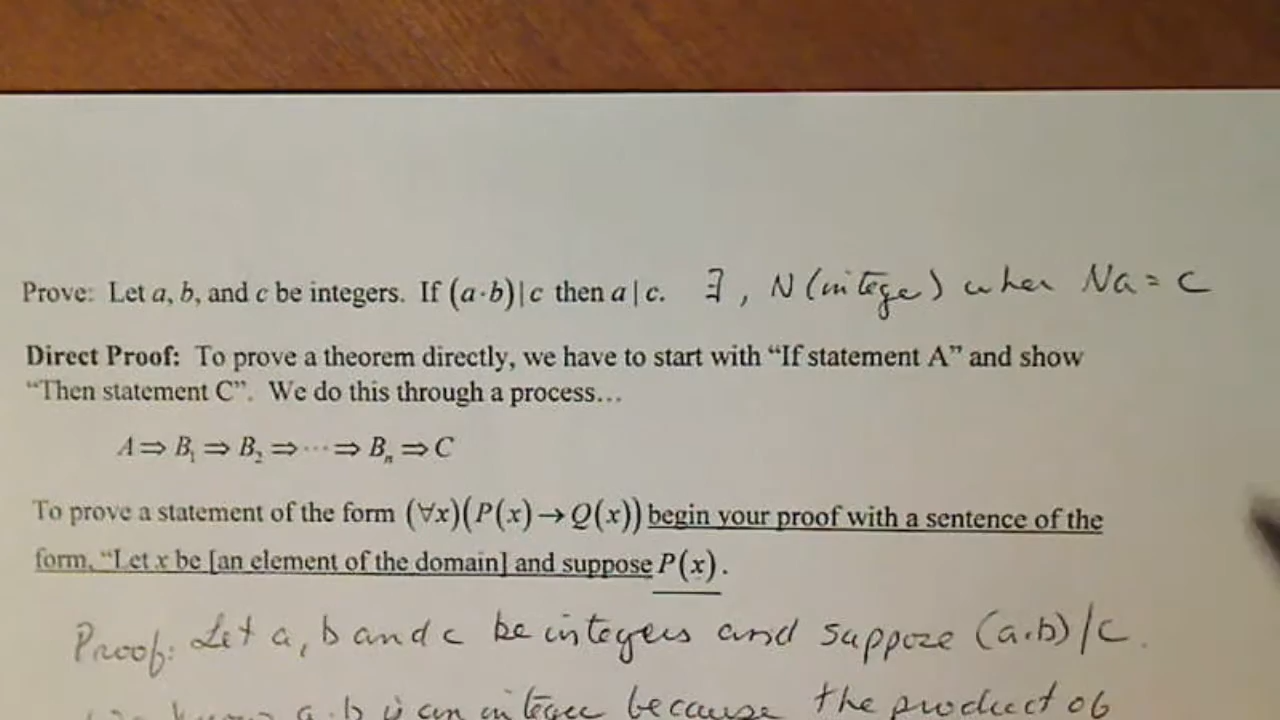 Prove: Let a, b, and c be integers. If (a·b)|c then a|c. ∃, N (intege) when Na = c
Direct Proof: To prove a theorem directly, we have to start with “If statement A” and show
“Then statement C”. We do this through a process…
A⇒B₁⇒B₂⇒⋯⇒Bₙ⇒C
To prove a statement of the form (∀x)(P(x)→Q(x)) begin your proof with a sentence of the
form, “Let x be [an element of the domain] and suppose P(x).
Proof: Let a, b and c be integers and suppose (a·b)/c.
a·b is an integer because the product of